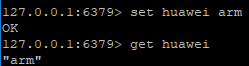 127.0.0.1:6379> set huawei arm
OK
127.0.0.1:6379> get huawei
"arm"